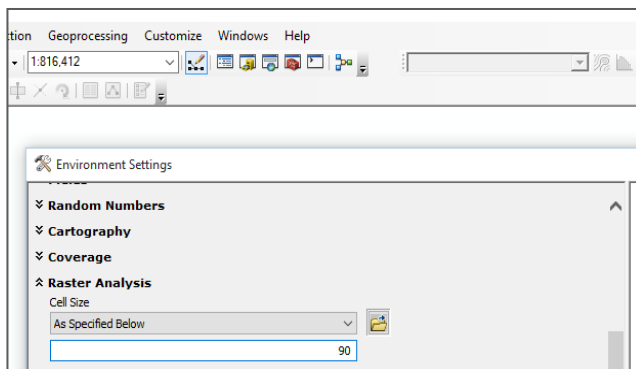 Geoprocessing Customize Windows Help
1:816,412
Environment Settings
Random Numbers
Cartography
Coverage
Raster Analysis
Cell Size
As Specified Below
90